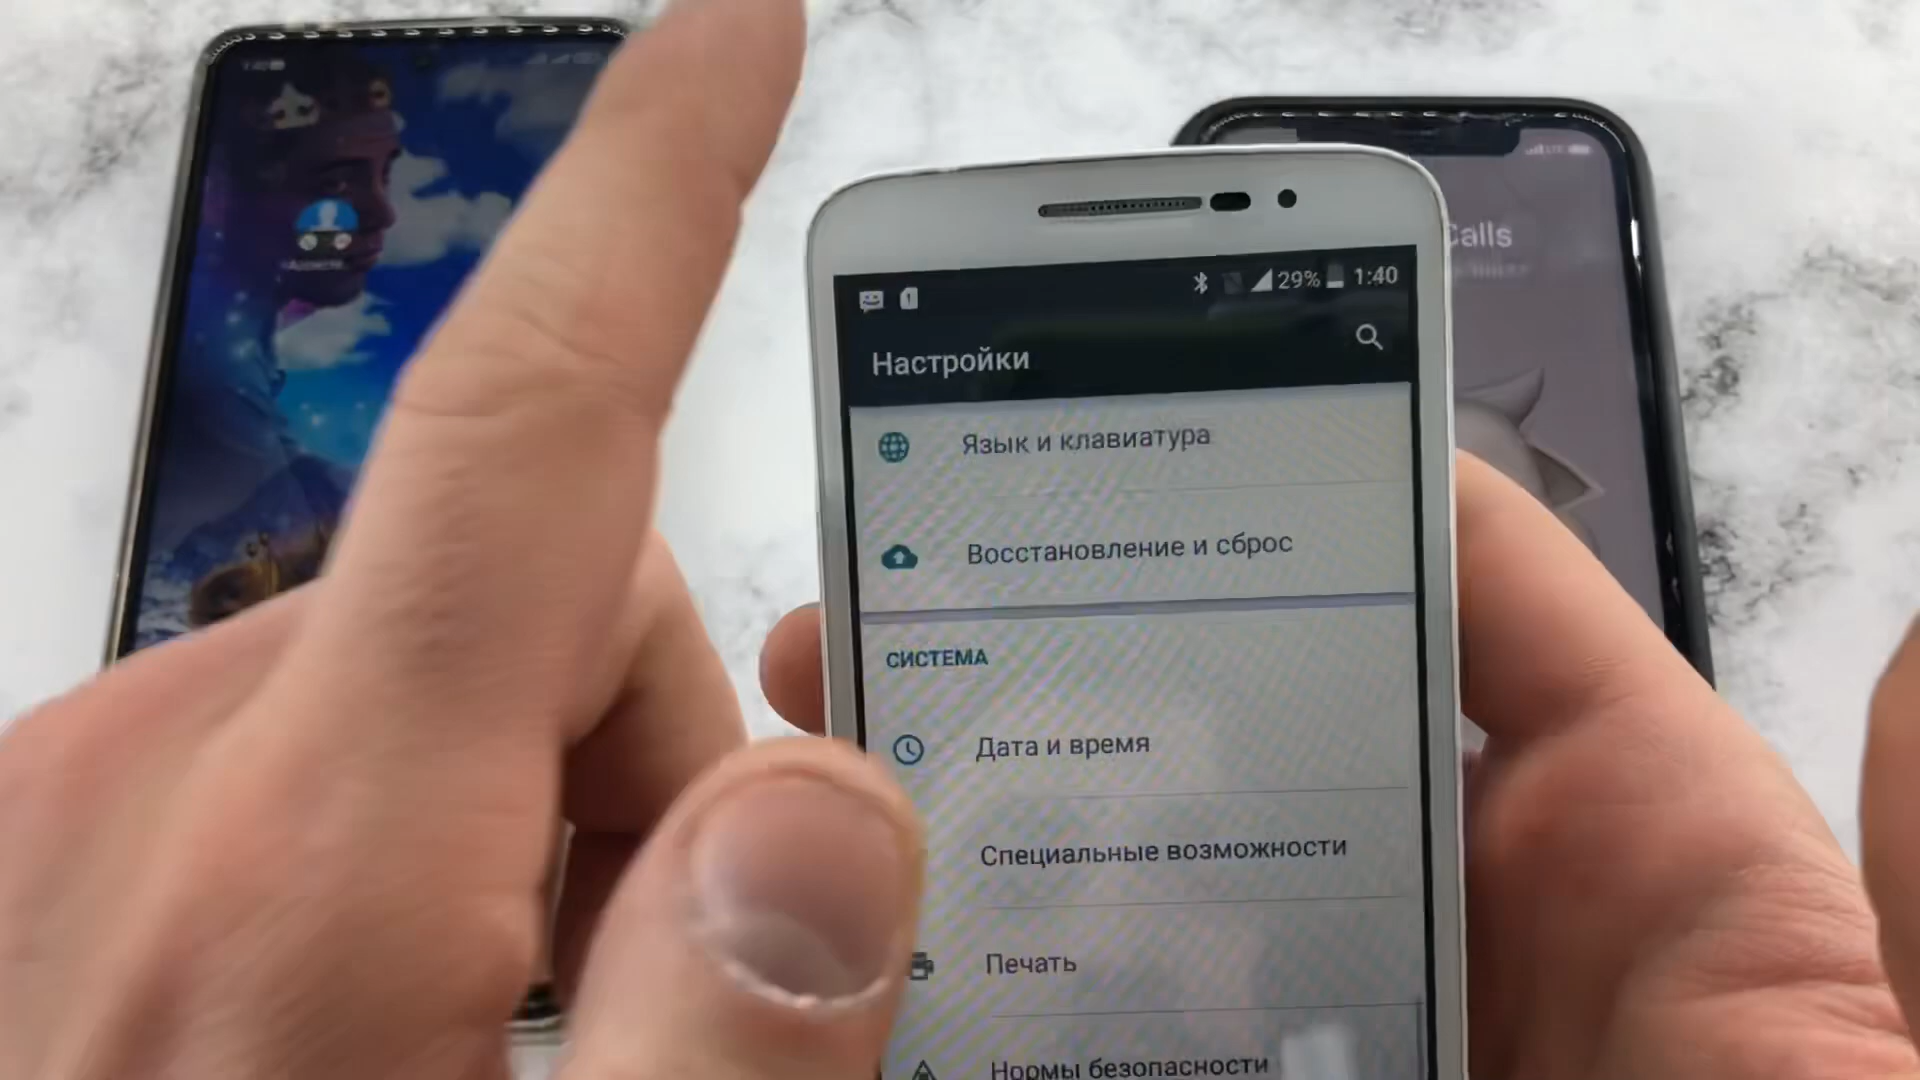 29% 1:40
Настройки
Язык и клавиатура
Восстановление и сброс
СИСТЕМА
Дата и время
Специальные возможности
Печать
Нормы безопасности
Calls